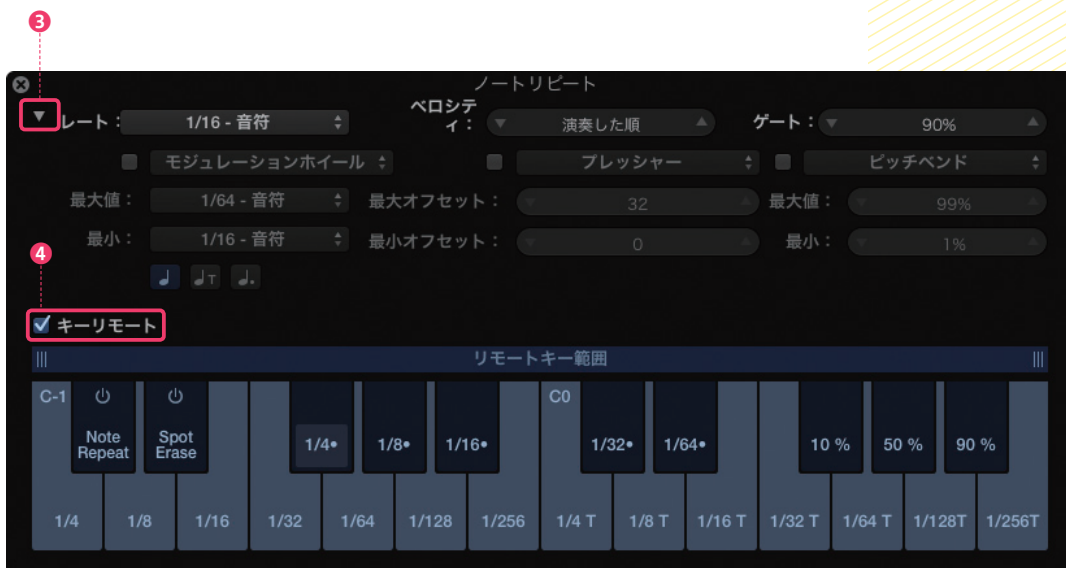 3
ノートリピート
レート： 1/16 - 音符 ベロシテ
ィ： 演奏した順 ゲート： 90%
モジュレーションホイール プレッシャー ピッチベンド
最大値： 1/64 - 音符 最大オフセット： 32 最大値： 99%
最小： 1/16 - 音符 最小オフセット： 0 最小： 1%
4
T
キーリモート
リモートキー範囲
C-1 C0
Note
Repeat
Spot
Erase
1/4• 1/8• 1/16• 1/32• 1/64• 10 % 50 % 90 %
1/4 1/8 1/16 1/32 1/64 1/128 1/256 1/4 T 1/8 T 1/16 T 1/32 T 1/64 T 1/128T 1/256T